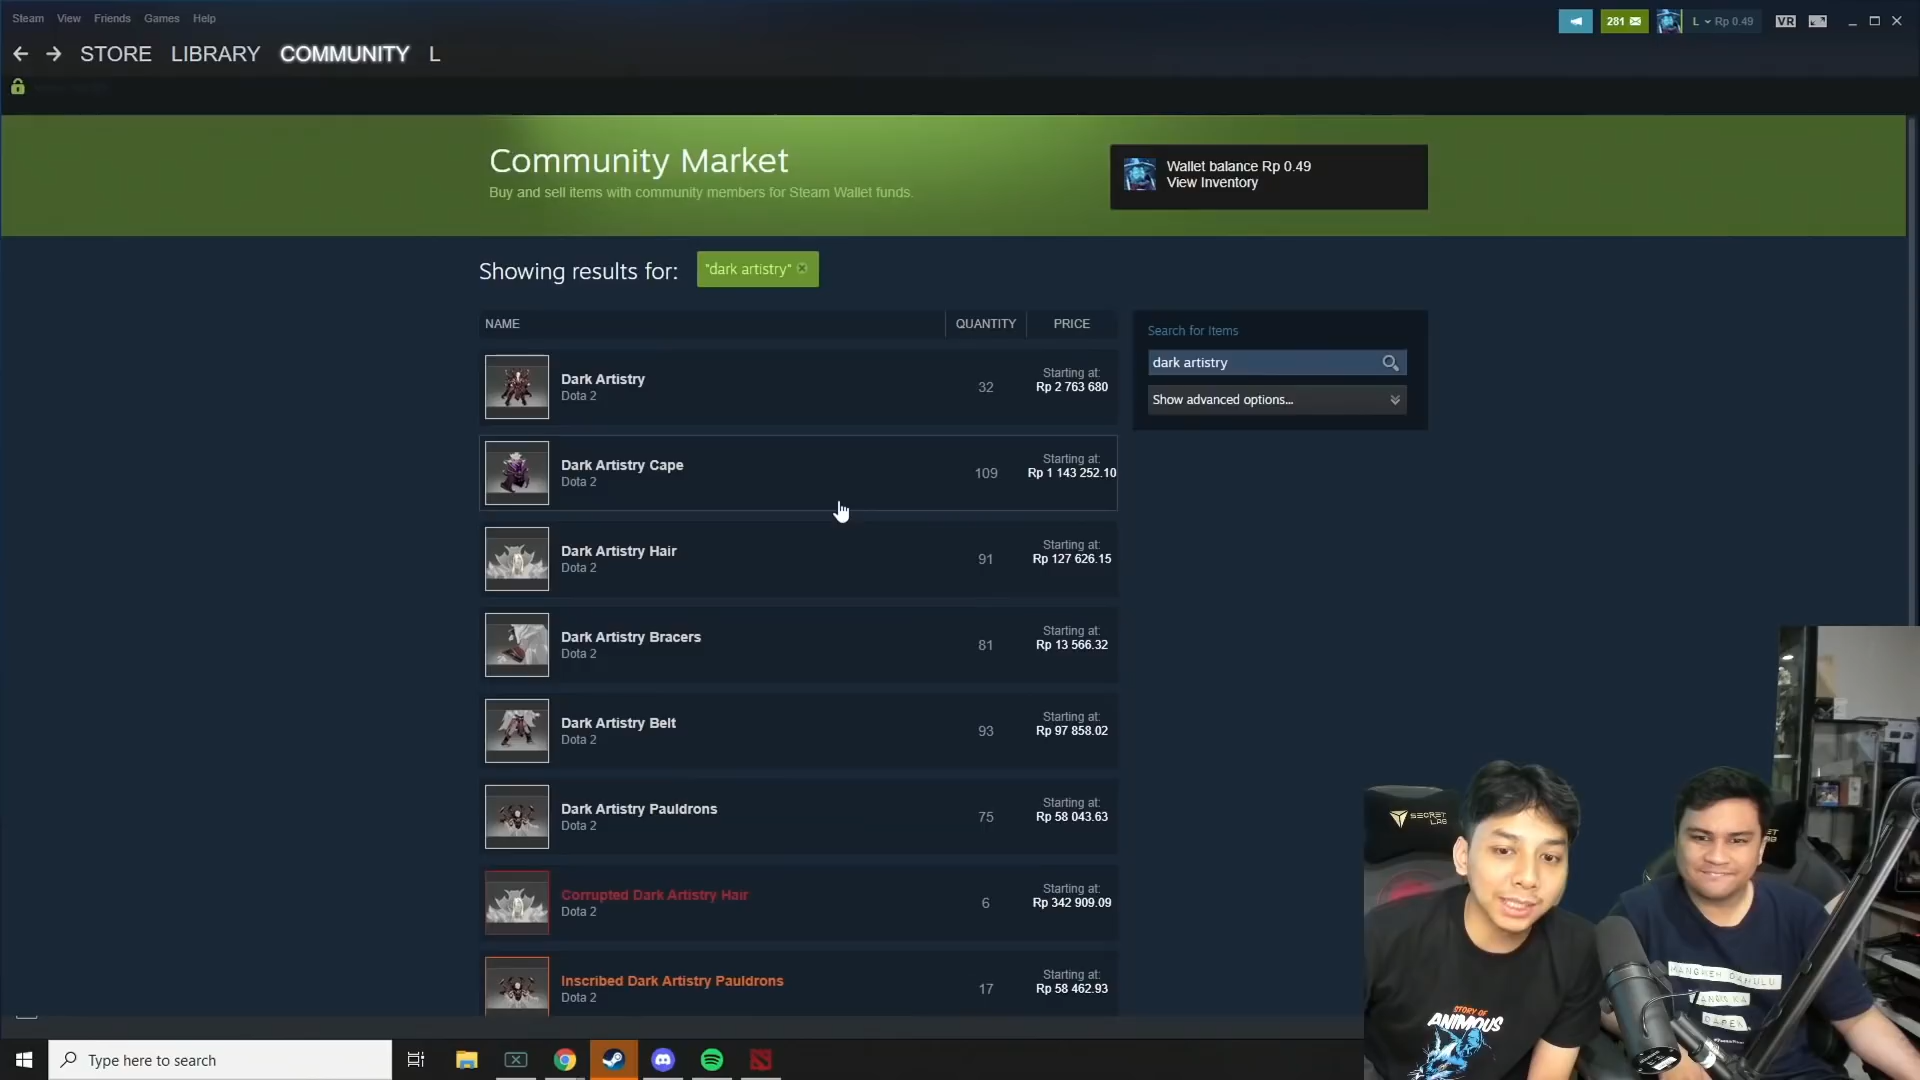 Steam View Friends Games Help
281
L Rp 0.49
VR
STORE LIBRARY COMMUNITY L
Community Market
Buy and sell items with community members for Steam Wallet funds.
Wallet balance Rp 0.49
View Inventory
Showing results for: "dark artistry"
NAME QUANTITY PRICE
Search for Items
dark artistry
Show advanced options...
Dark Artistry
Dota 2
32
Starting at:
Rp 2 763 680
Dark Artistry Cape
Dota 2
109
Starting at:
Rp 1 143 252.10
Dark Artistry Hair
Dota 2
91
Starting at:
Rp 127 626.15
Dark Artistry Bracers
Dota 2
81
Starting at:
Rp 13 566.32
Dark Artistry Belt
Dota 2
93
Starting at:
Rp 97 858.02
Dark Artistry Pauldrons
Dota 2
75
Starting at:
Rp 58 043.63
Corrupted Dark Artistry Hair
Dota 2
6
Starting at:
Rp 342 909.09
Inscribed Dark Artistry Pauldrons
Dota 2
17
Starting at:
Rp 58 462.93
SECRET
LAB
STORY OF
ANIMOUS
MANGKEH DAHULU
Type here to search